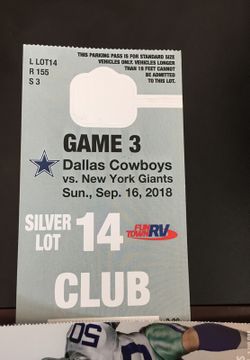 L LOT14
R 155
S 3
THIS PARKING PASS IS FOR STANDARD SIZE
VEHICLES ONLY. VEHICLES LONGER
THAN 19 FEET CANNOT
BE ADMITTED
TO THIS LOT.
GAME 3
Dallas Cowboys
vs. New York Giants
Sun., Sep. 16, 2018
SILVER
LOT
14
FUN
TOWN RV
CLUB
50